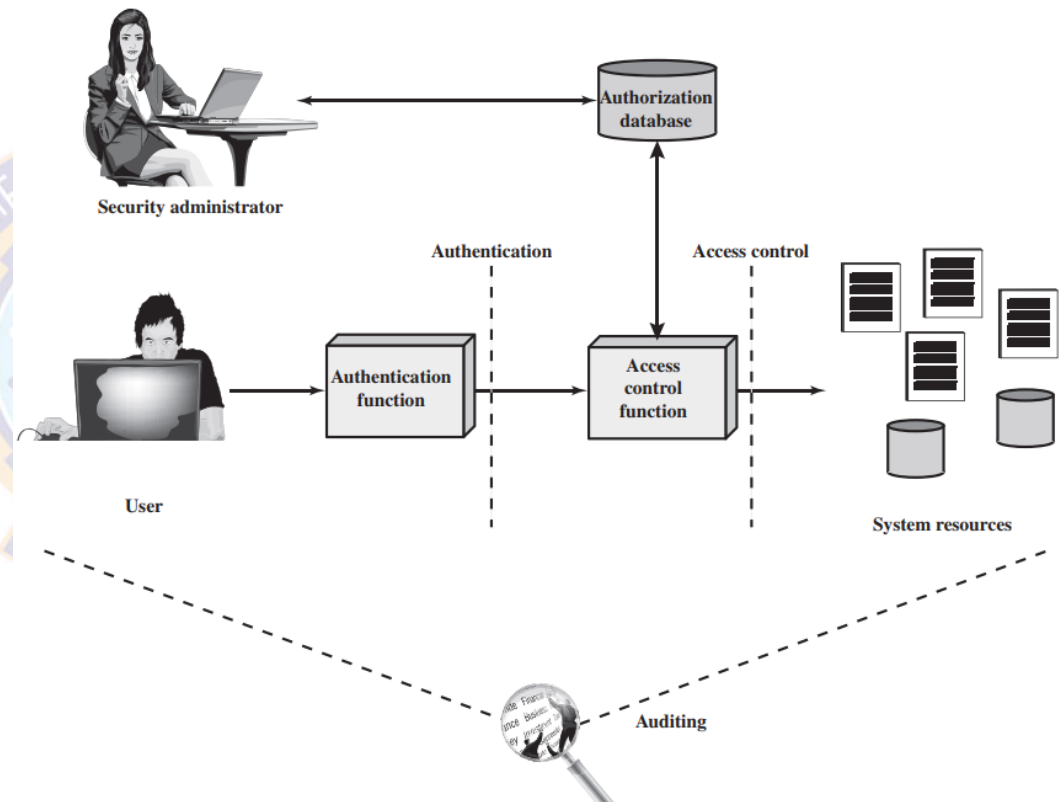 Authorization
database
Security administrator
Authentication
Access control
Authentication
function
Access
control
function
User
System resources
Auditing